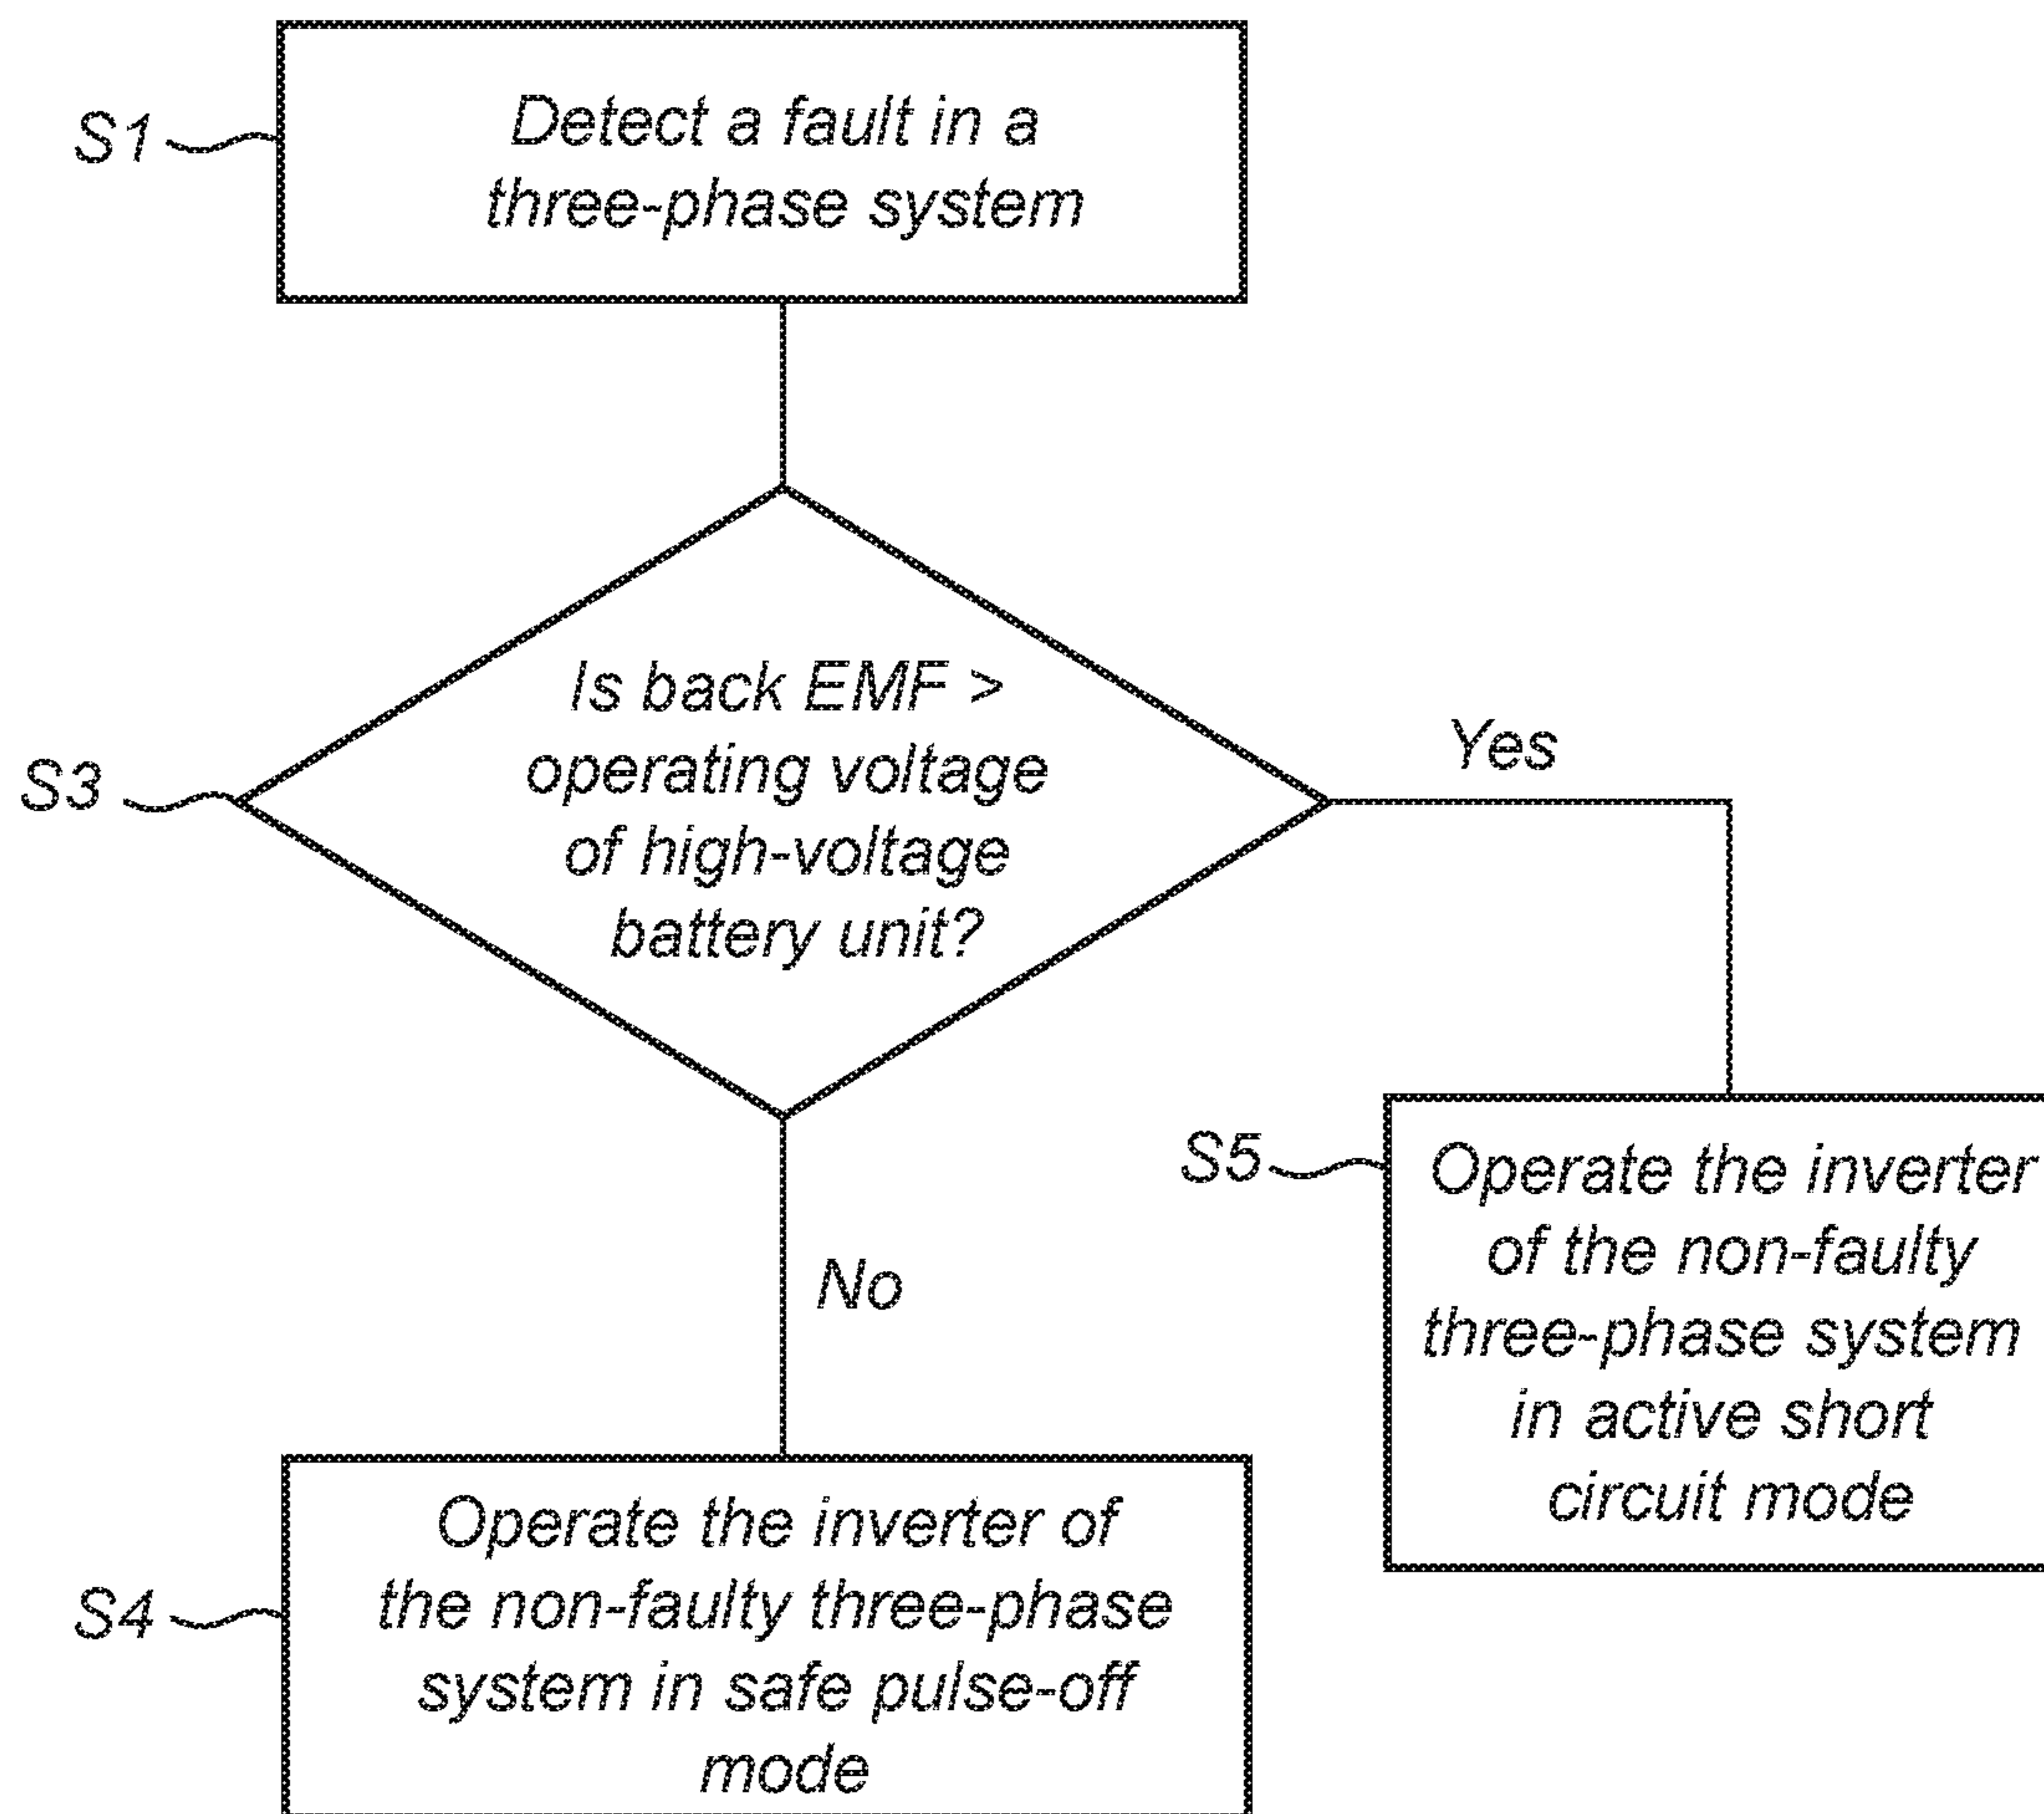 S1
Detect a fault in a
three-phase system
Is back EMF >
operating voltage
of high-voltage
battery unit?
S3
Yes
No
S5
Operate the inverter
of the non-faulty
three-phase system
in active short
circuit mode
S4
Operate the inverter of
the non-faulty three-phase
system in safe pulse-off
mode